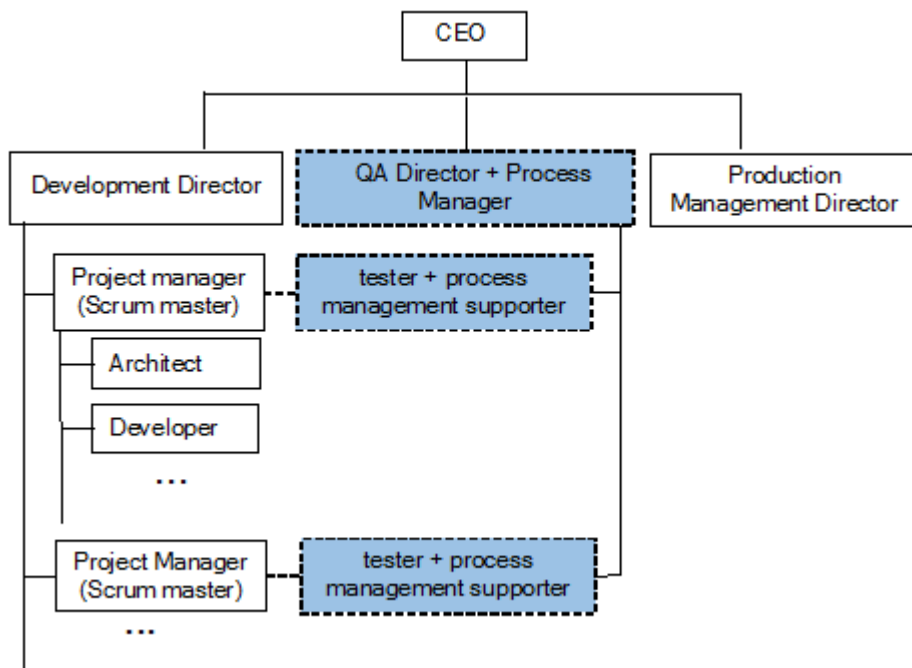 CEO
Development Director
QA Director + Process
Manager
Production
Management Director
Project manager
(Scrum master)
tester + process
management supporter
Architect
Developer
...
Project Manager
(Scrum master)
tester + process
management supporter
...